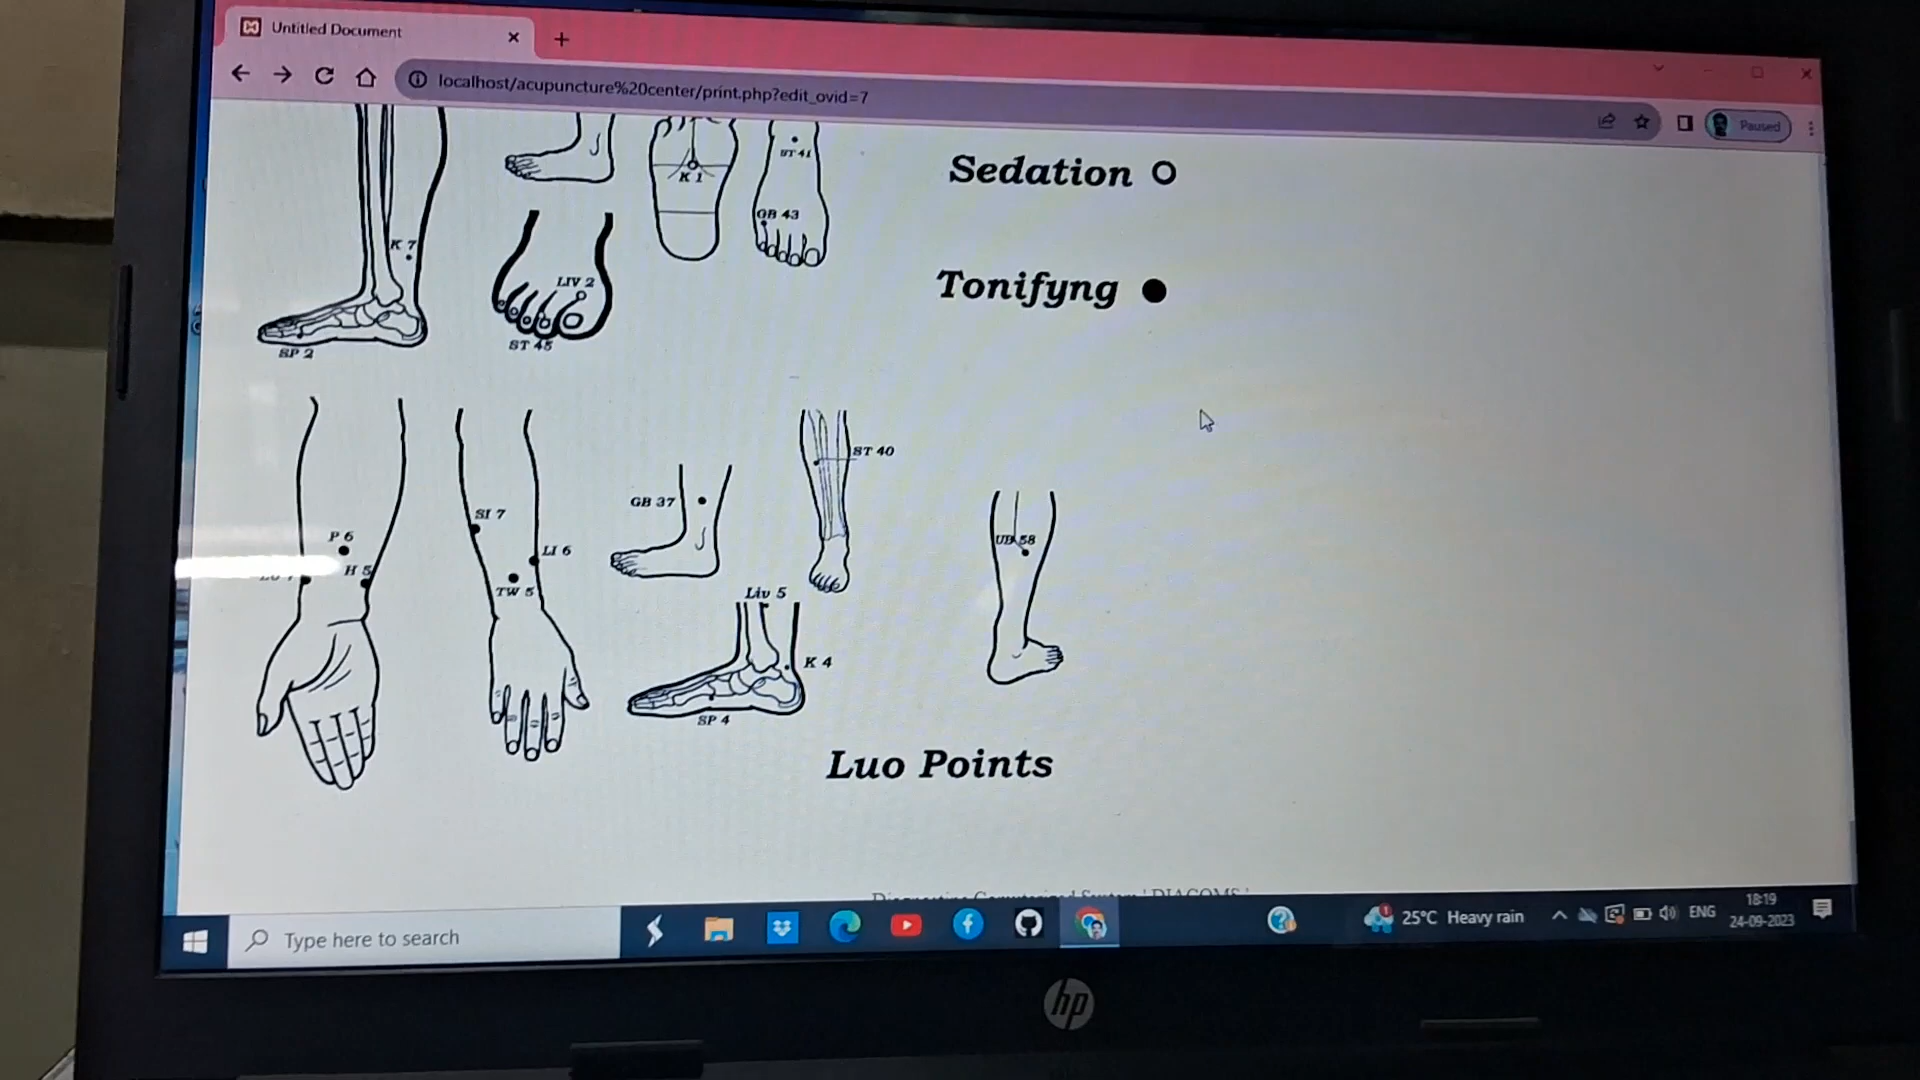 Untitled Document
localhost/acupuncture%20center/print.php?edit_ovid=7
Paused
ST 41
K 1
GB 43
K 7
LIV 2
ST 45
SP 2
Sedation
Tonifyng
P 6
H 5
SI 7
LI 6
TW 5
GB 37
ST 40
Liv 5
K 4
SP 4
UB 58
Luo Points
Type here to search
25°C Heavy rain
ENG
18:19
24-09-2023
hp